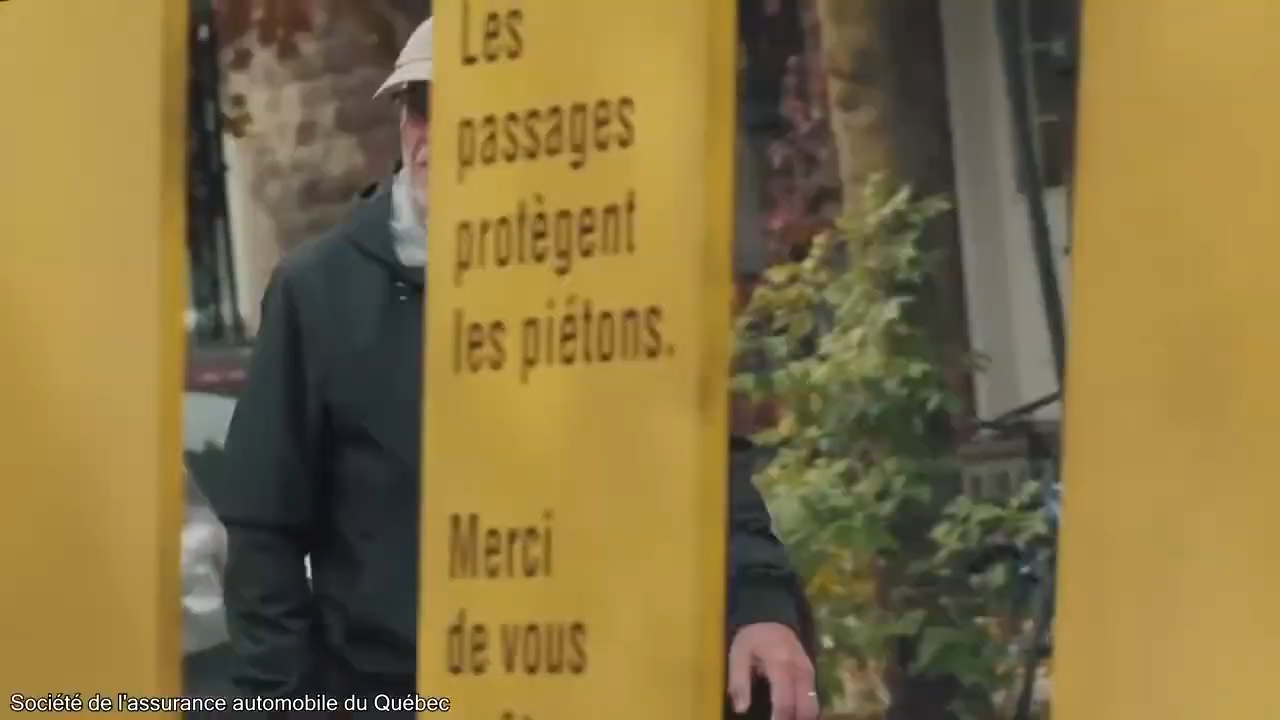 Les
passages
protègent
les piétons.
Merci
de vous
Société de l'assurance automobile du Québec